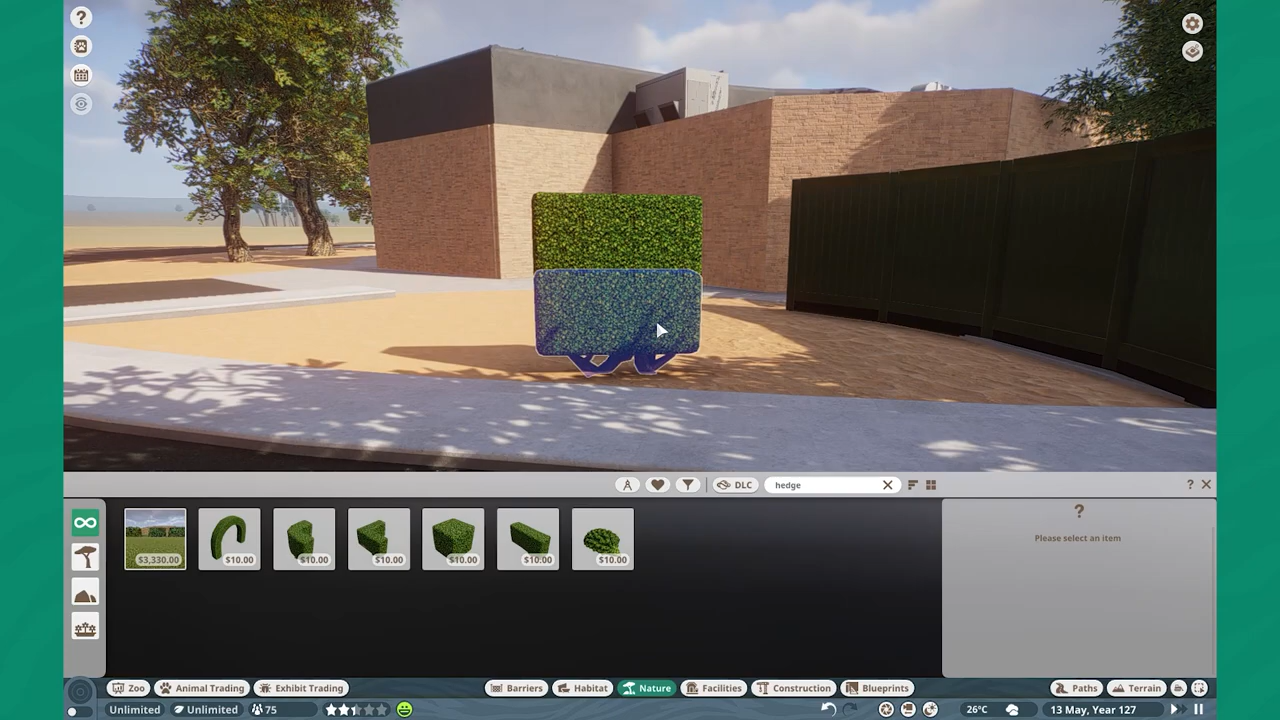 DLC
hedge
?
?
$3,330.00
$10.00
$10.00
$10.00
$10.00
$10.00
$10.00
?
Please select an item
Zoo
Animal Trading
Exhibit Trading
Barriers
Habitat
Nature
Facilities
Construction
Blueprints
Paths
Terrain
Unlimited
Unlimited
75
26°C
13 May, Year 127